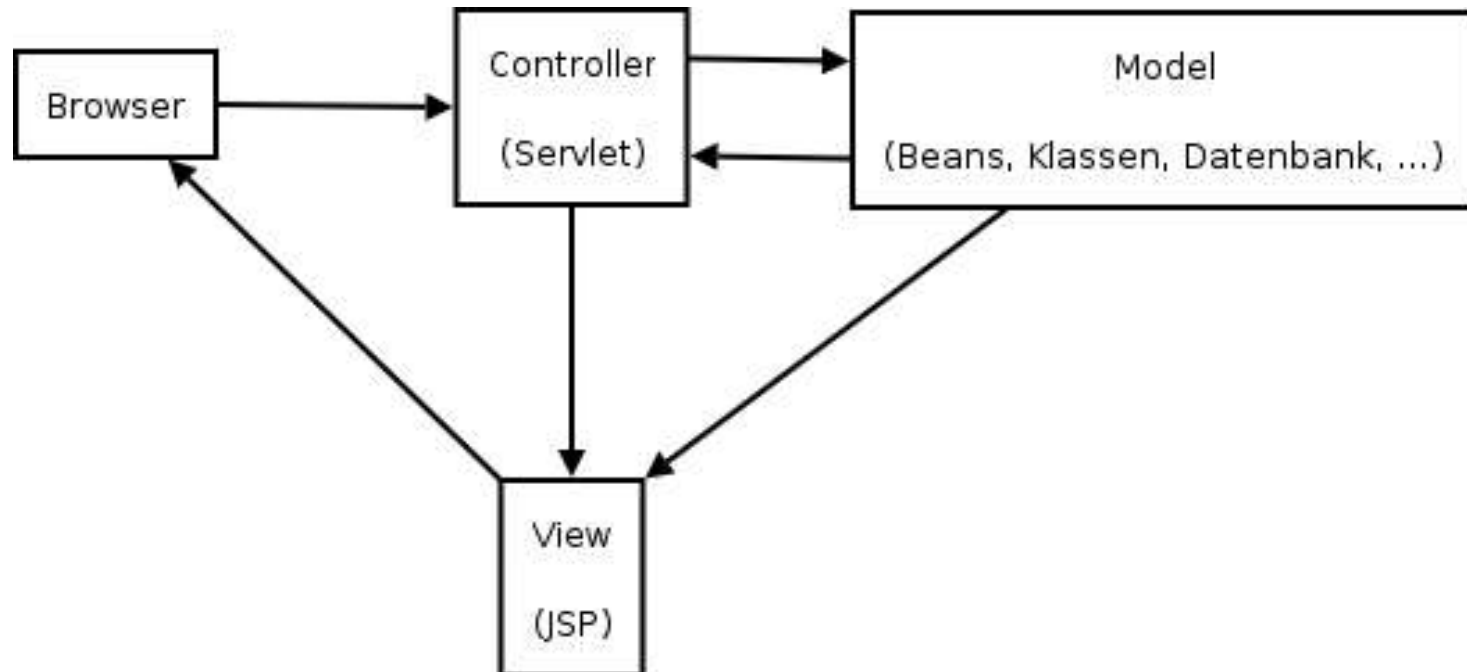 Browser
Controller
(Servlet)
Model
(Beans, Klassen, Datenbank, ...)
View
(JSP)